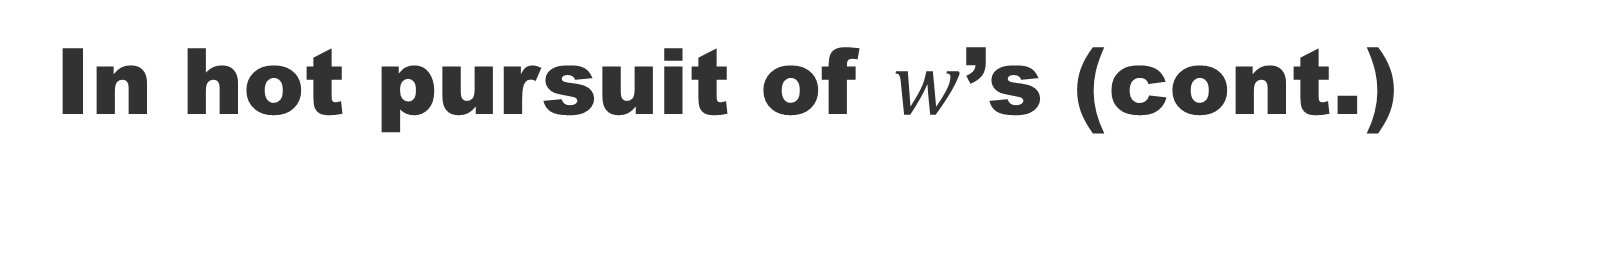 In hot pursuit of w’s (cont.)